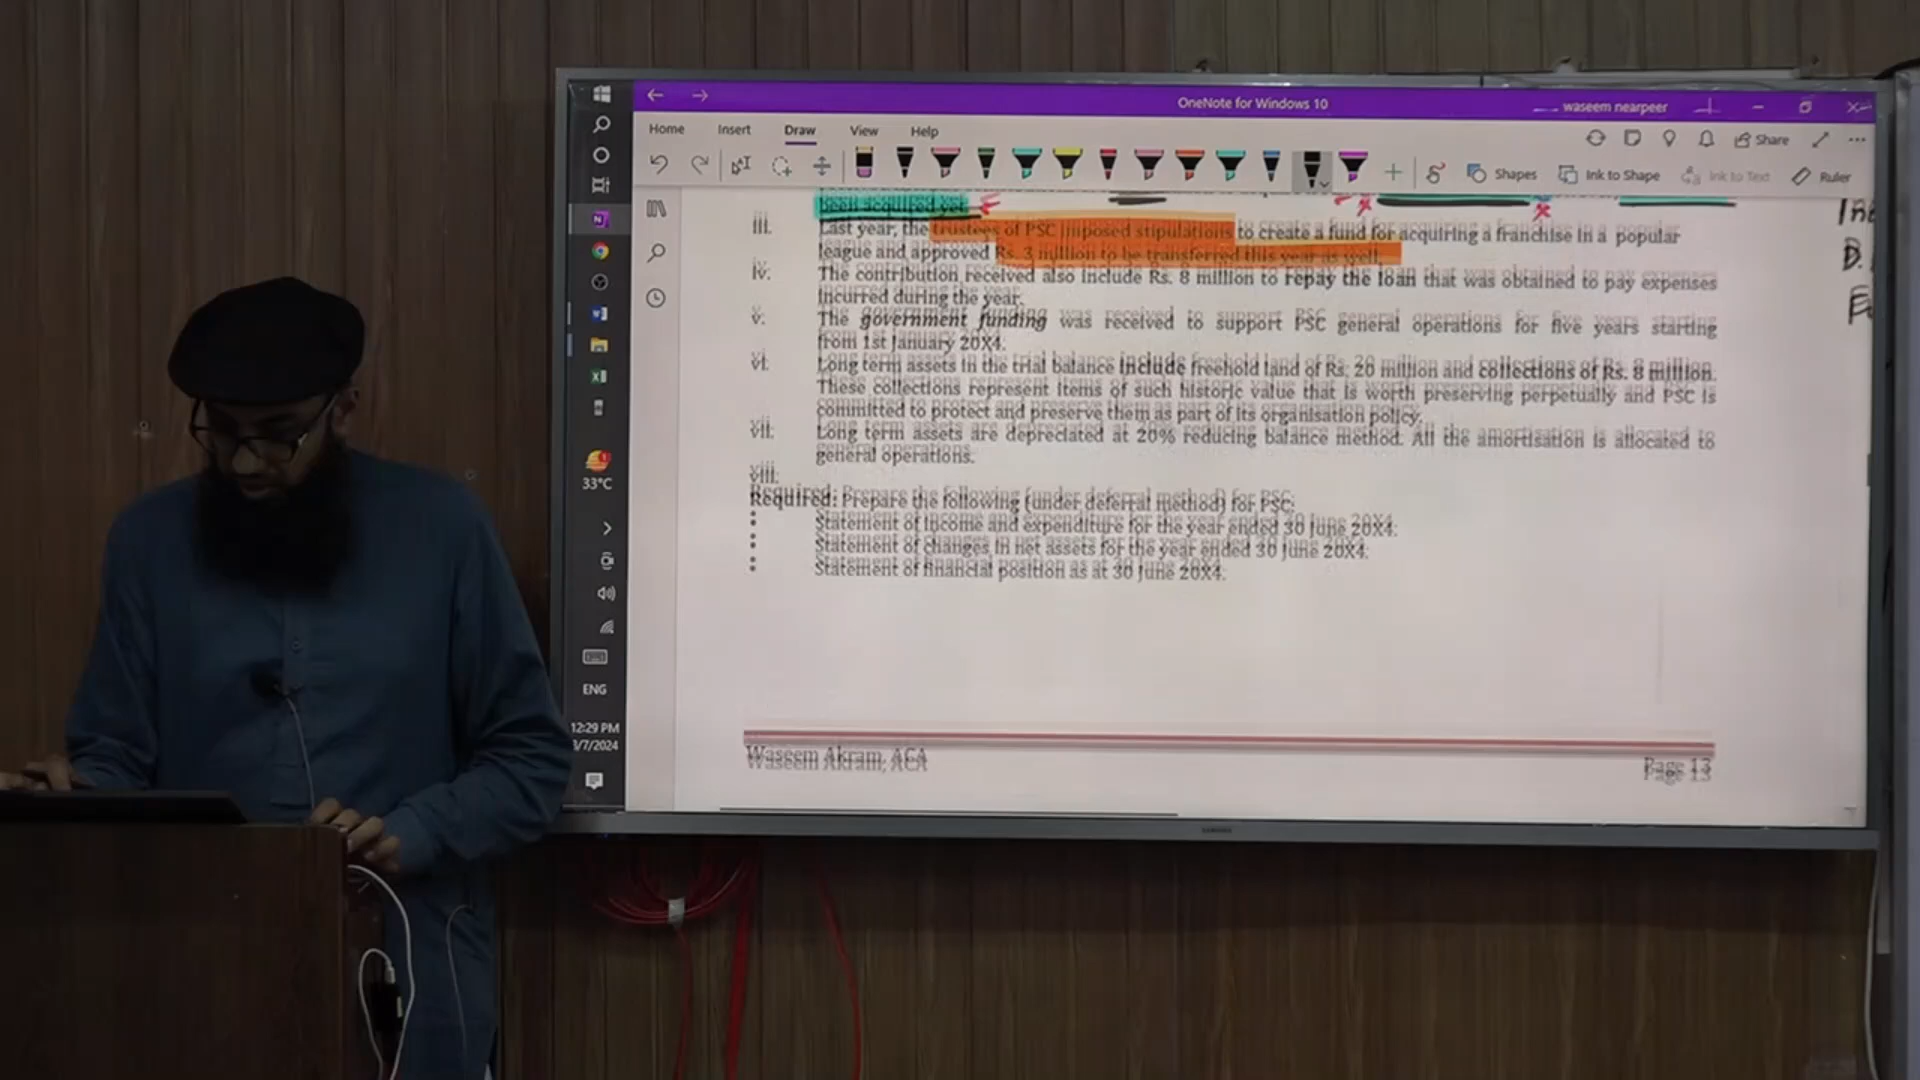 OneNote for Windows 10
waseem nearpeer
Home Insert Draw View Help
Share
Shapes Ink to Shape Ink to Text Ruler
been acquired yet.
iii. Last year, the trustees of PSC imposed stipulations to create a fund for acquiring a franchise in a popular
league and approved Rs. 3 million to be transferred this year as well.
iv. The contribution received also include Rs. 8 million to repay the loan that was obtained to pay expenses
incurred during the year.
v. The government funding was received to support PSC general operations for five years starting
from 1st January 20X4.
vi. Long term assets in the trial balance include freehold land of Rs. 20 million and collections of Rs. 8 million.
These collections represent items of such historic value that is worth preserving perpetually and PSC is
committed to protect and preserve them as part of its organisation policy.
vii. Long term assets are depreciated at 20% reducing balance method. All the amortisation is allocated to
general operations.
viii.
Required: Prepare the following (under deferral method) for PSC:
• Statement of income and expenditure for the year ended 30 June 20X4.
• Statement of changes in net assets for the year ended 30 June 20X4.
• Statement of financial position as at 30 June 20X4.
Waseem Akram, ACA
Page 13
D.
33°C
ENG
12:29 PM
3/7/2024
SAMSUNG